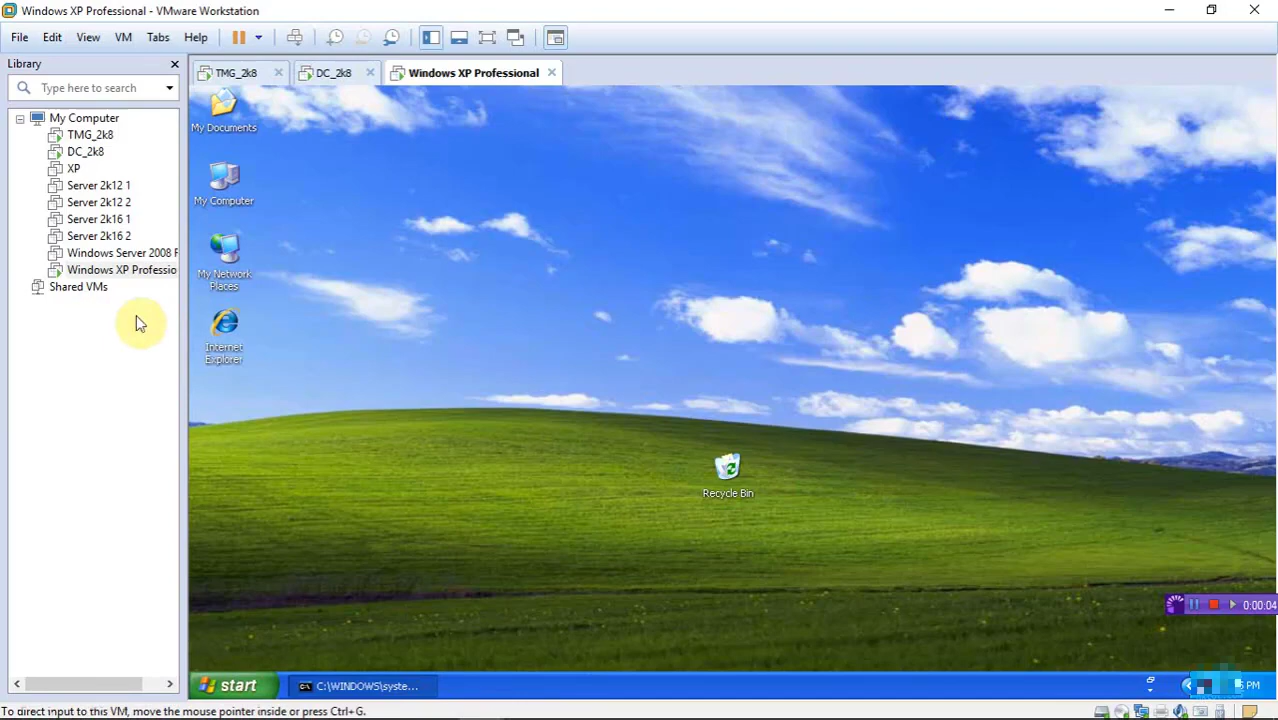 Windows XP Professional - VMware Workstation
File Edit View VM Tabs Help
Library
Type here to search
My Computer
TMG_2k8
DC_2k8
XP
Server 2k12 1
Server 2k12 2
Server 2k16 1
Server 2k16 2
Windows Server 2008 F
Windows XP Professio
Shared VMs
TMG_2k8 DC_2k8 Windows XP Professional
My Documents
My Computer
My Network
Places
Internet
Explorer
Recycle Bin
0:00:04
start C:\WINDOWS\syste... PM
To direct input to this VM, move the mouse pointer inside or press Ctrl+G.